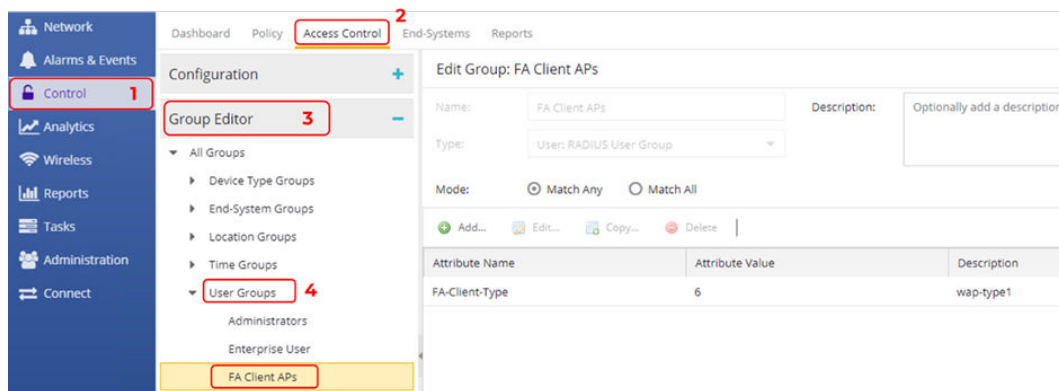 Network
Alarms & Events
Control 1
Analytics
Wireless
Reports
Tasks
Administration
Connect
2
Dashboard Policy Access Control End-Systems Reports
Configuration
Group Editor 3
All Groups
Device Type Groups
End-System Groups
Location Groups
Time Groups
User Groups 4
Administrators
Enterprise User
FA Client APs
Edit Group: FA Client APs
Name: FA Client APs Description: Optionally add a description
Type: User: RADIUS User Group
Mode: Match Any Match All
Add... Edit... Copy... Delete
Attribute Name Attribute Value Description
FA-Client-Type 6 wap-type1